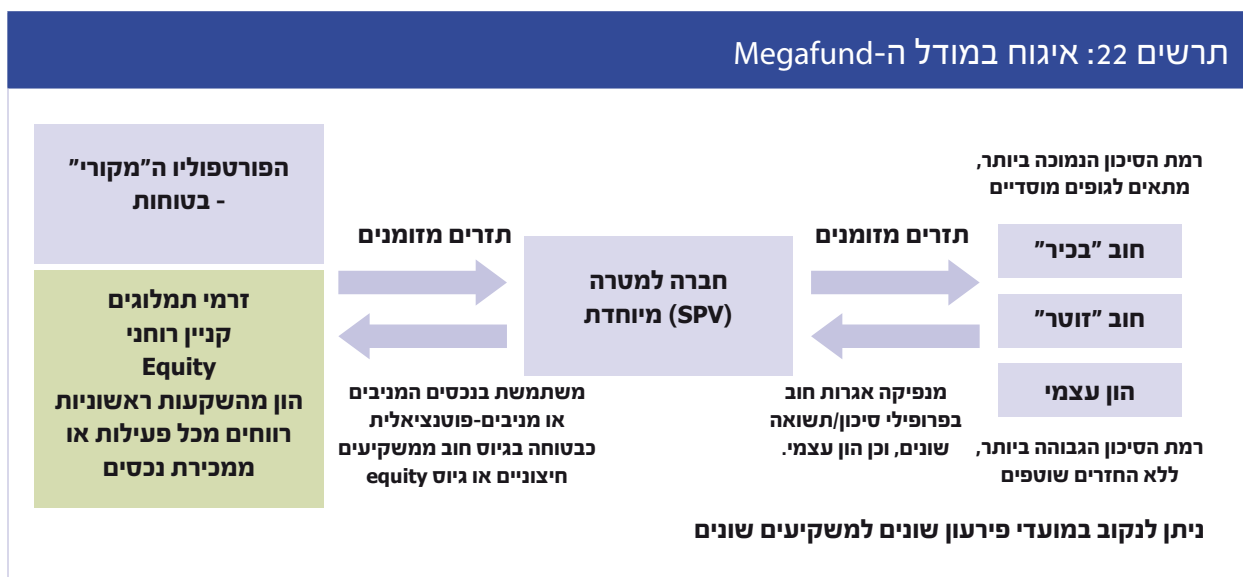 תרשים 22: איגוח במודל ה-Megafund
רמת הסיכון הנמוכה ביותר,
מתאים לגופים מוסדיים
חוב "בכיר"
חוב "זוטר"
הון עצמי
רמת הסיכון הגבוהה ביותר,
ללא החזרים שוטפים
תזרים מזומנים
מנפיקה אגרות חוב
בפרופילי סיכון/תשואה
שונים, וכן הון עצמי.
חברה למטרה
מיוחדת (SPV)
תזרים מזומנים
משתמשת בנכסים המניבים
או מניבים-פוטנציאלית
כבטוחה בגיוס חוב ממשקיעים
חיצוניים או גיוס equity
הפורטפוליו ה"מקורי"
- בטוחות
זרמי תמלוגים
קניין רוחני
Equity
הון מהשקעות ראשוניות
רווחים מכל פעילות או
ממכירת נכסים
ניתן לנקוב במועדי פירעון שונים למשקיעים שונים